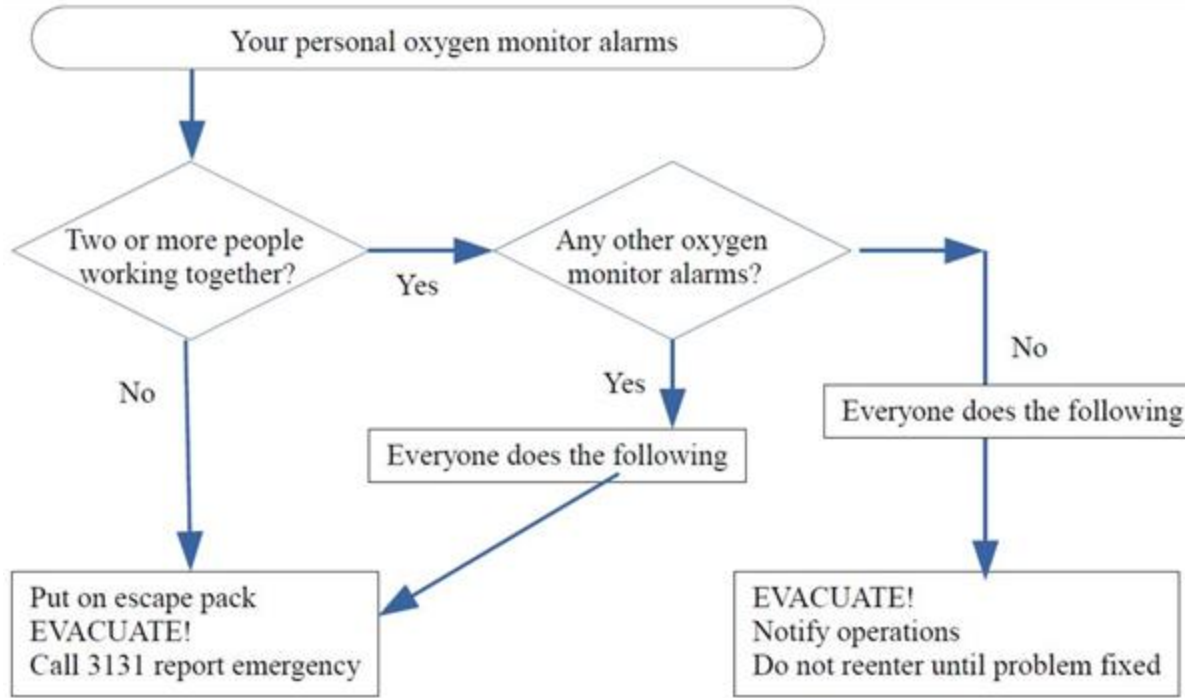 Your personal oxygen monitor alarms
Two or more people
working together?
Yes
Any other oxygen
monitor alarms?
No
No
Yes
Everyone does the following
Everyone does the following
Put on escape pack
EVACUATE!
Call 3131 report emergency
EVACUATE!
Notify operations
Do not reenter until problem fixed